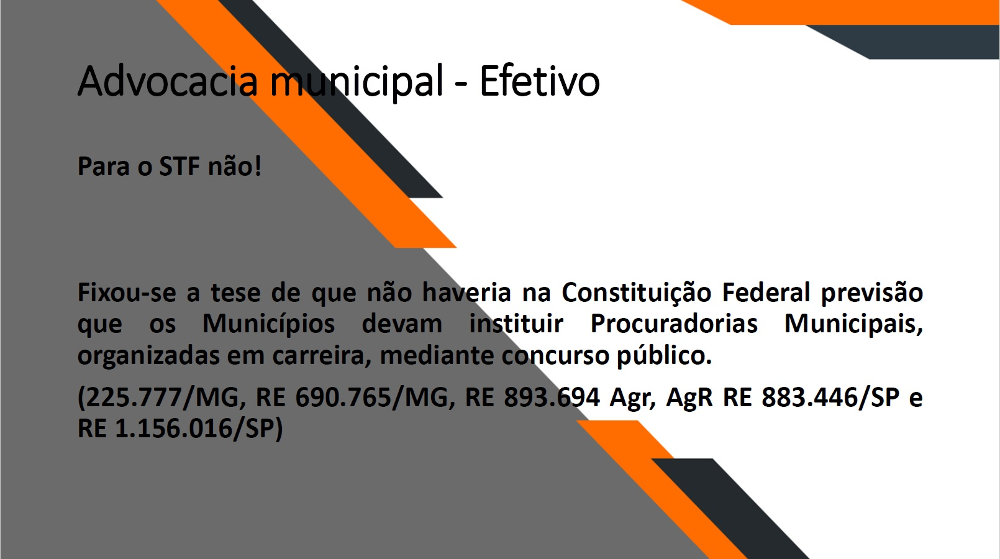 Advocacia municipal - Efetivo
Para o STF não!
Fixou-se a tese de que não haveria na Constituição Federal previsão
que os Municípios devam instituir Procuradorias Municipais,
organizadas em carreira, mediante concurso público.
(225.777/MG, RE 690.765/MG, RE 893.694 Agr, AgR RE 883.446/SP e
RE 1.156.016/SP)